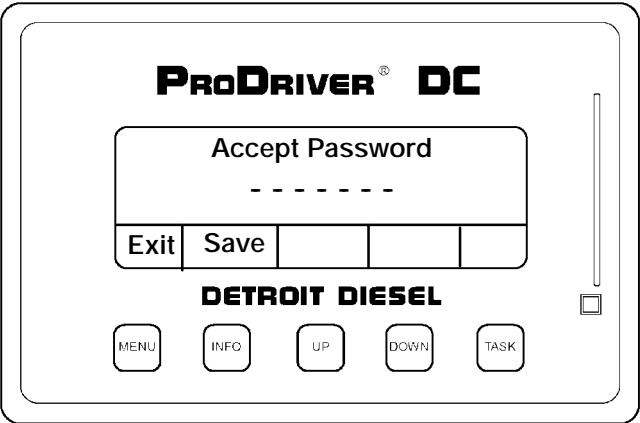 PRODRIVER® DC
Accept Password
- - - - - - -
Exit Save
DETROIT DIESEL
MENU INFO UP DOWN TASK